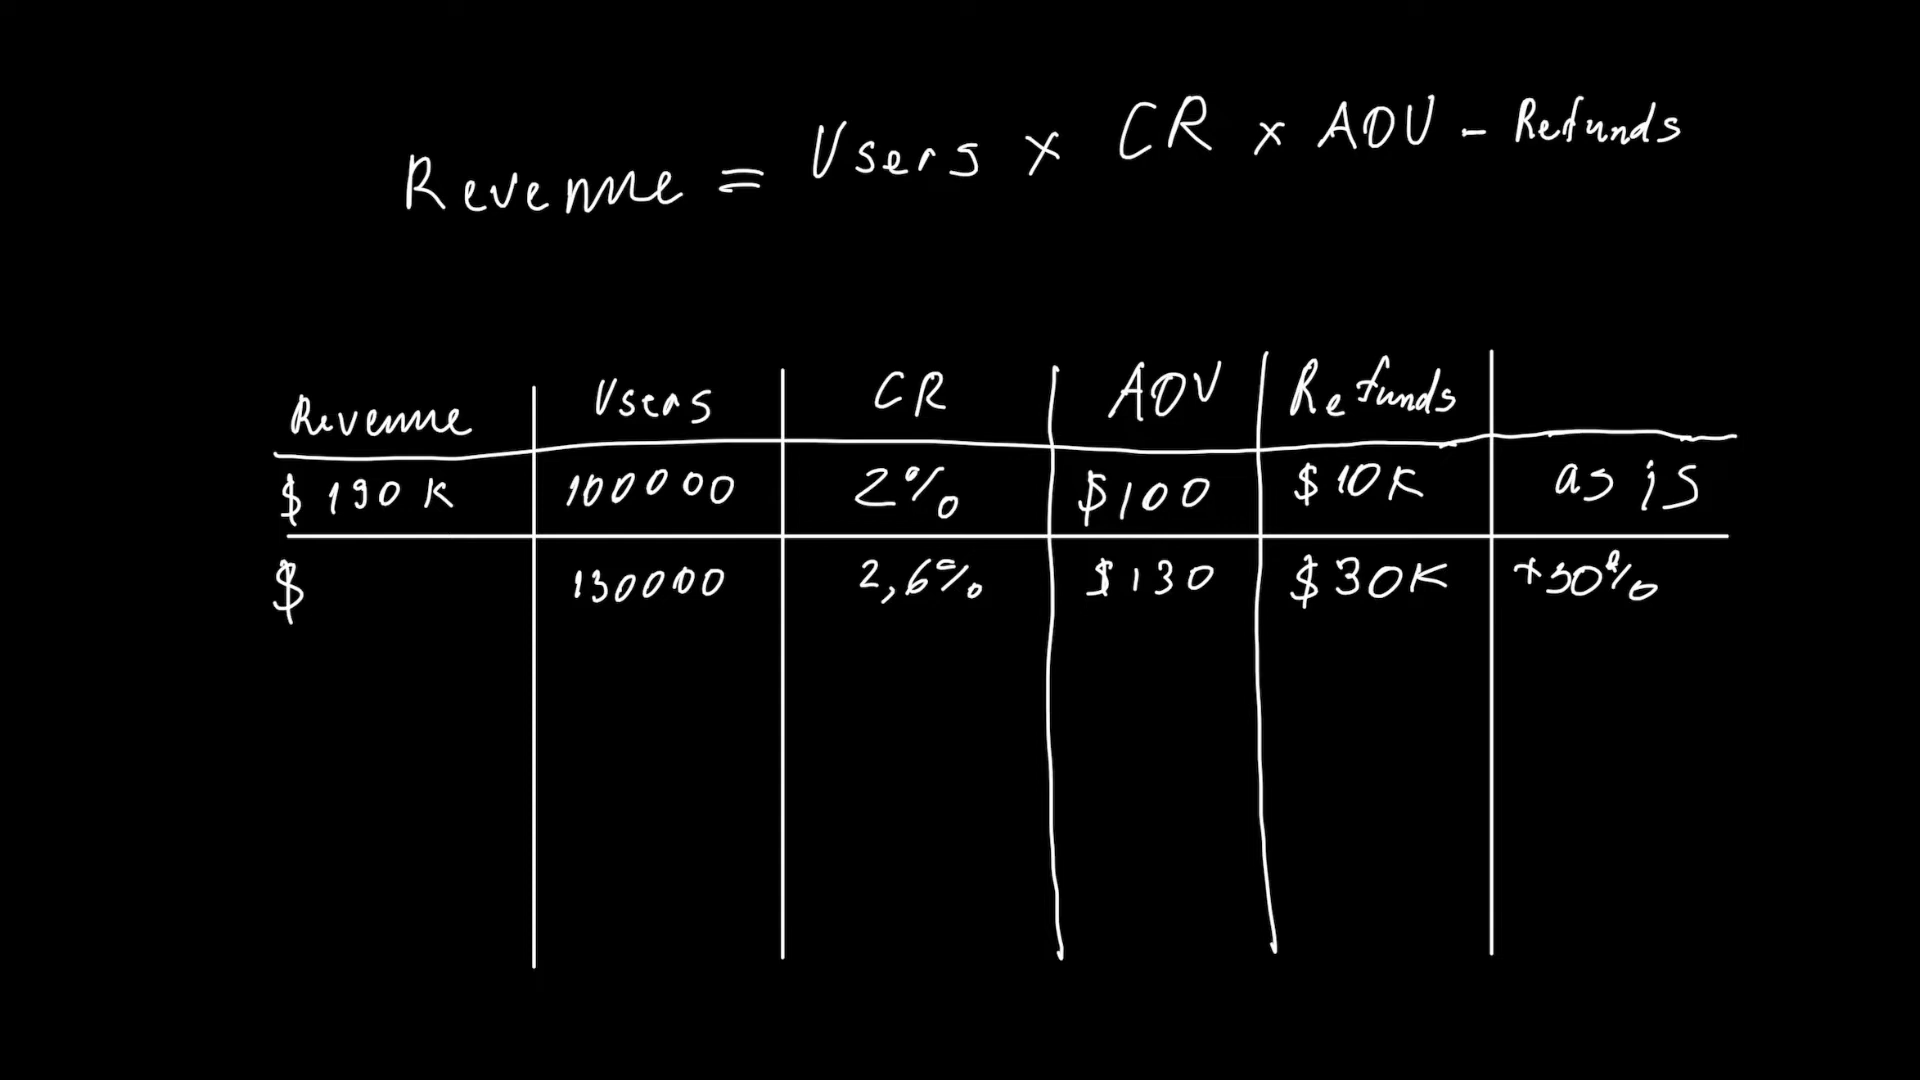 Revenue = Users x CR x AOV - Refunds
Revenue Users CR AOV Refunds
$ 190 K 100000 2% $100 $10K as is
$ 130000 2,6% $130 $30K +30%